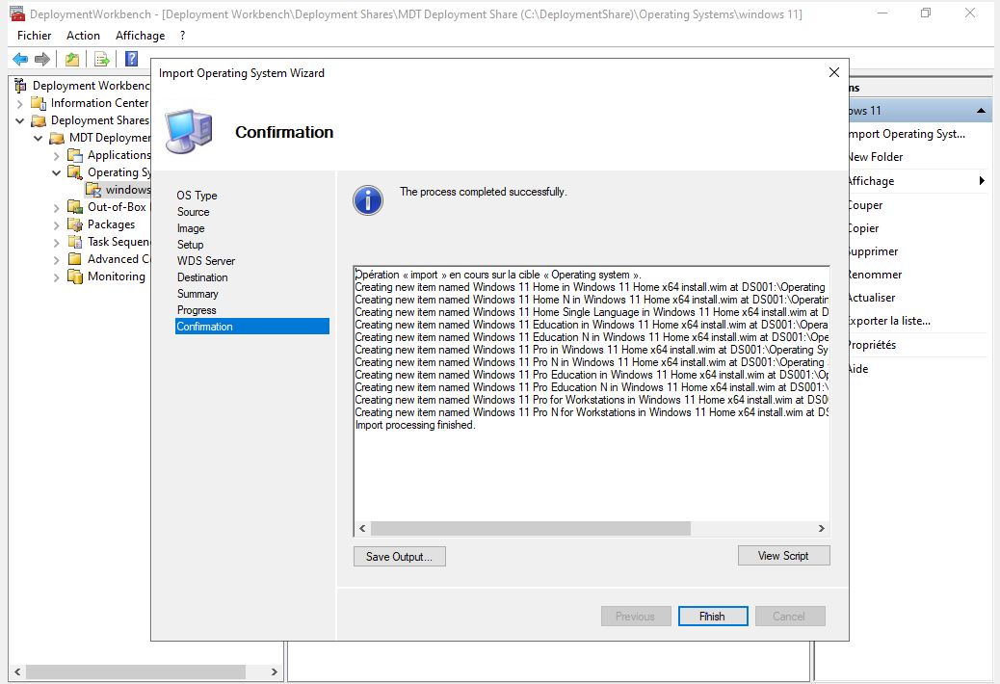 DeploymentWorkbench - [Deployment Workbench\Deployment Shares\MDT Deployment Share (C:\DeploymentShare)\Operating Systems\windows 11]
Fichier Action Affichage ?
Deployment Workbenc
Information Center
Deployment Shares
MDT Deploymer
Applications
Operating Sy
windows
Out-of-Box
Packages
Task Sequen
Advanced C
Monitoring
Import Operating System Wizard
Confirmation
OS Type
Source
Image
Setup
WDS Server
Destination
Summary
Progress
Confirmation
The process completed successfully.
Opération « import » en cours sur la cible « Operating system ».
Creating new item named Windows 11 Home in Windows 11 Home x64 install.wim at DS001:\Operating
Creating new item named Windows 11 Home N in Windows 11 Home x64 install.wim at DS001:\Operatin
Creating new item named Windows 11 Home Single Language in Windows 11 Home x64 install.wim at D
Creating new item named Windows 11 Education in Windows 11 Home x64 install.wim at DS001:\Opera
Creating new item named Windows 11 Education N in Windows 11 Home x64 install.wim at DS001:\Ope
Creating new item named Windows 11 Pro in Windows 11 Home x64 install.wim at DS001:\Operating Sy
Creating new item named Windows 11 Pro N in Windows 11 Home x64 install.wim at DS001:\Operating
Creating new item named Windows 11 Pro Education in Windows 11 Home x64 install.wim at DS001:\Op
Creating new item named Windows 11 Pro Education N in Windows 11 Home x64 install.wim at DS001:\
Creating new item named Windows 11 Pro for Workstations in Windows 11 Home x64 install.wim at DS0
Creating new item named Windows 11 Pro N for Workstations in Windows 11 Home x64 install.wim at DS
Import processing finished.
Save Output...
View Script
Previous
Finish
Cancel
ns
ows 11
mport Operating Syst...
New Folder
Affichage
Couper
Copier
Supprimer
Renommer
Actualiser
Exporter la liste...
Propriétés
Aide